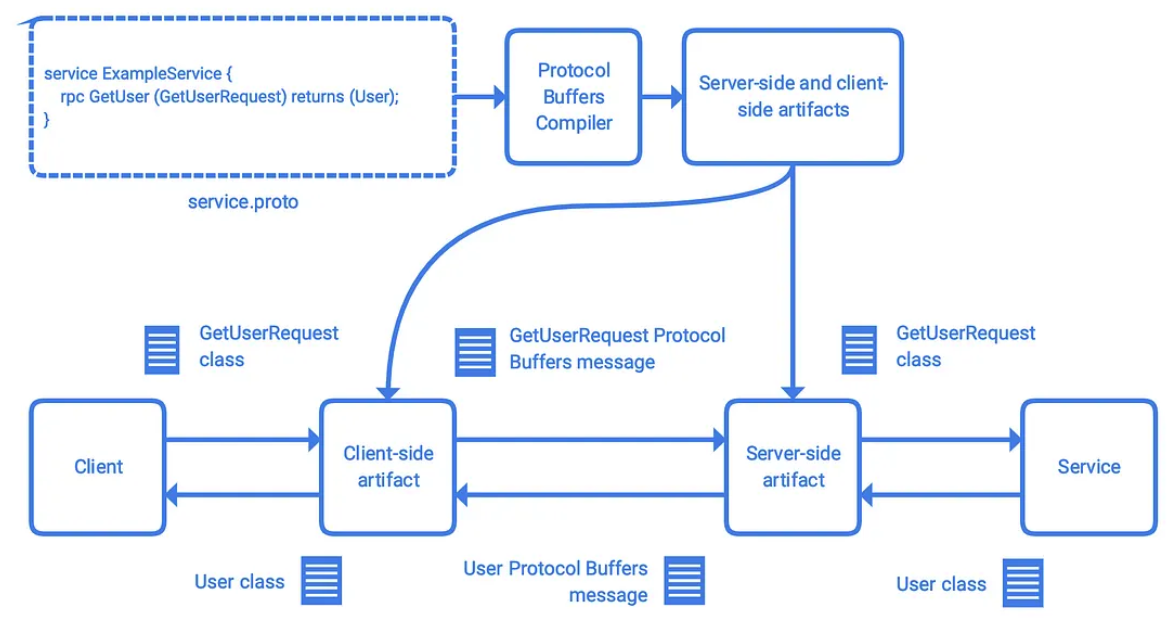 service ExampleService {
rpc GetUser (GetUserRequest) returns (User);
}
service.proto
Protocol
Buffers
Compiler
Server-side and client-
side artifacts
GetUserRequest
class
GetUserRequest Protocol
Buffers message
GetUserRequest
class
Client
Client-side
artifact
Server-side
artifact
Service
User class
User Protocol Buffers
message
User class